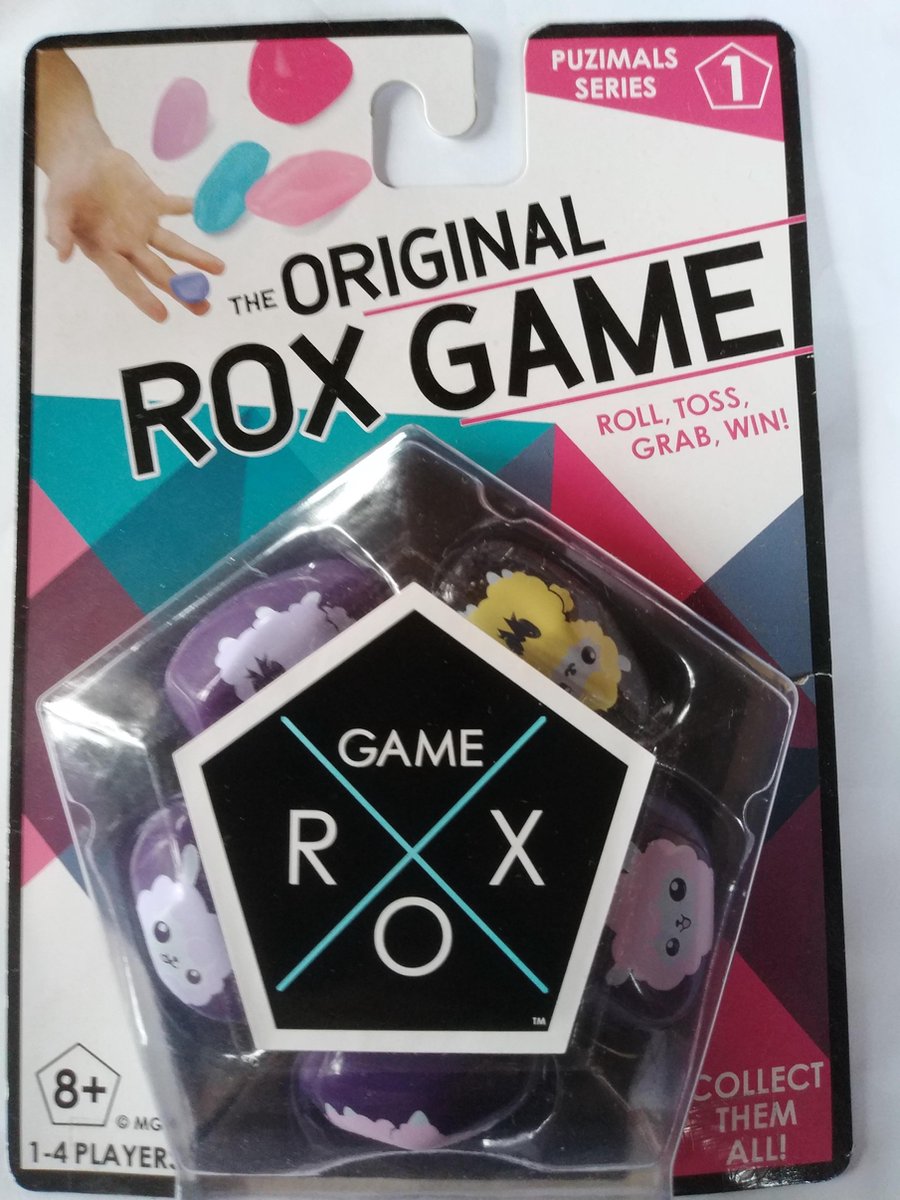 PUZIMALS
SERIES
1
THE ORIGINAL
ROX GAME
ROLL, TOSS,
GRAB, WIN!
GAME
R X
O
TM
8+
© MG
1-4 PLAYERS
COLLECT
THEM
ALL!